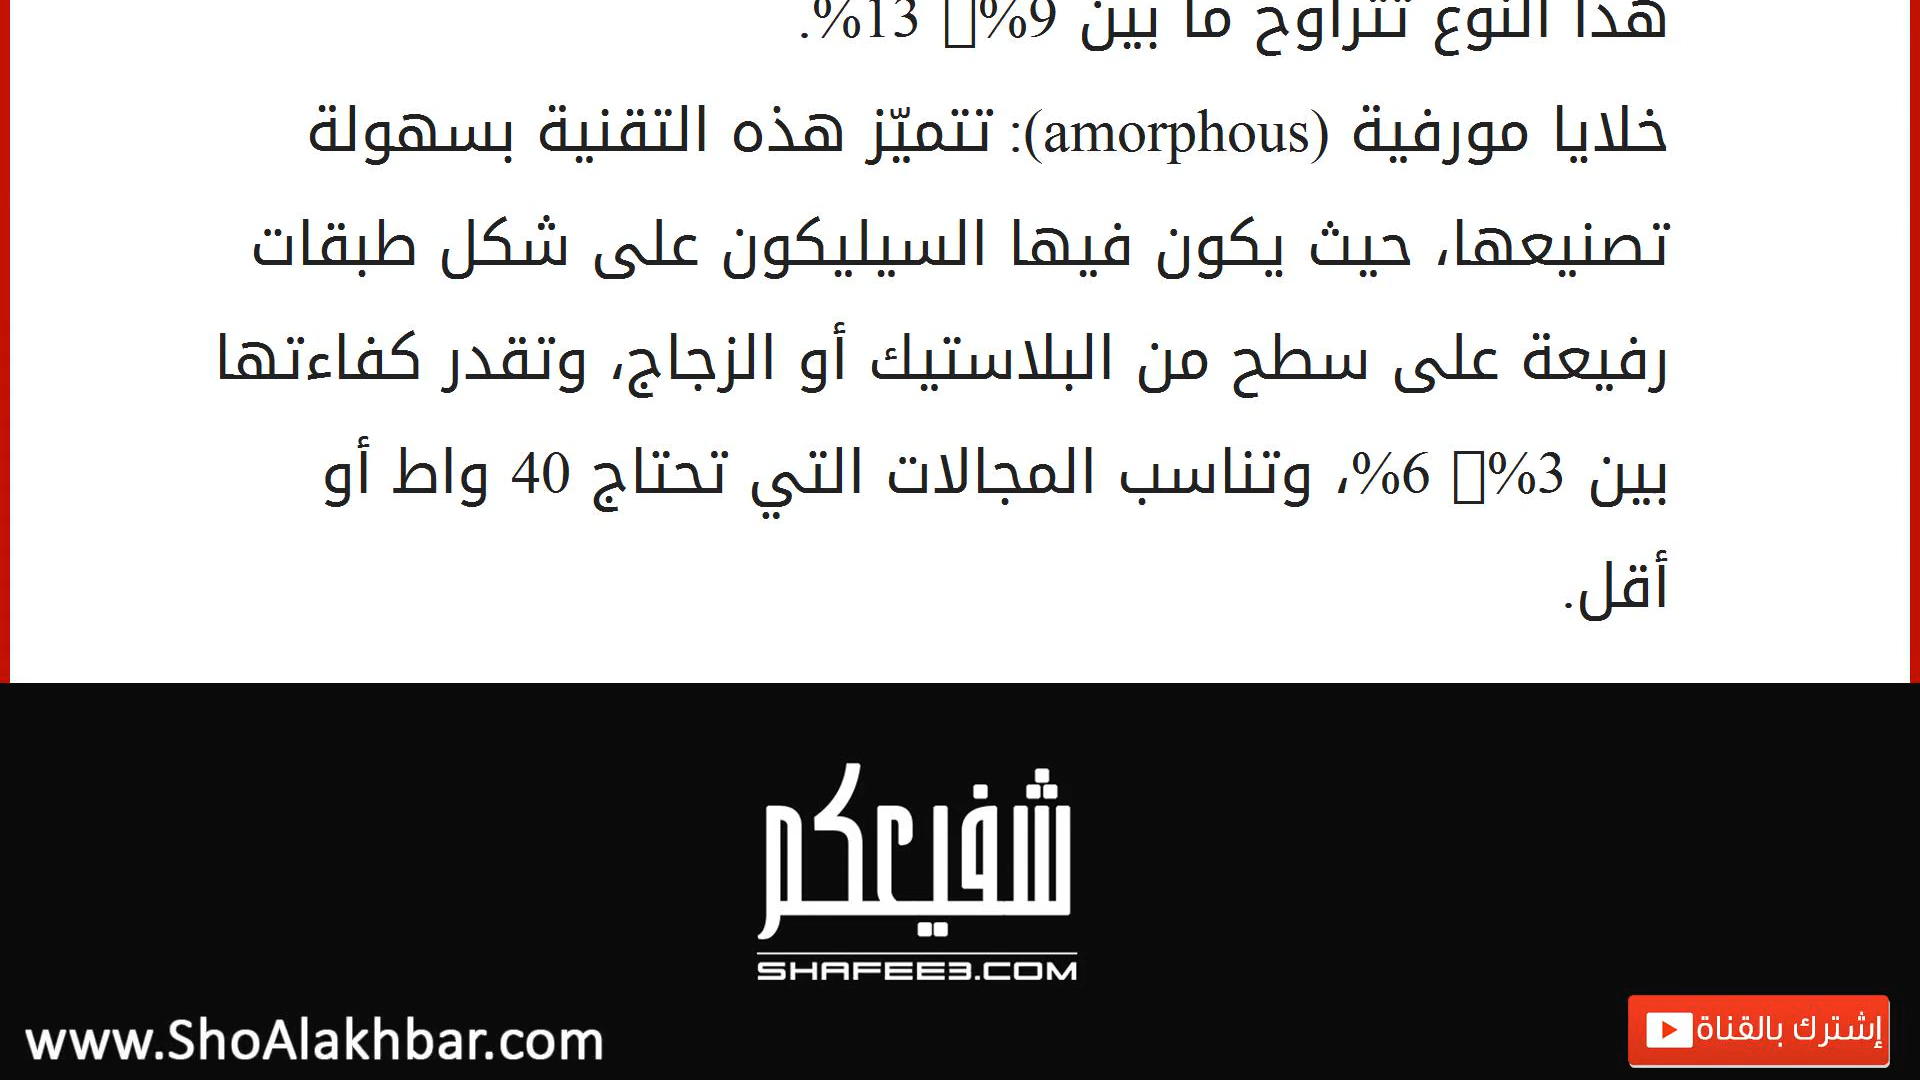 هذا النوع تتراوح ما بين 9%﷐ 13%.
خلايا مورفية (amorphous): تتميّز هذه التقنية بسهولة
تصنيعها، حيث يكون فيها السيليكون على شكل طبقات
رفيعة على سطح من البلاستيك أو الزجاج، وتقدر كفاءتها
بين 3%﷐ 6%، وتناسب المجالات التي تحتاج 40 واط أو
أقل.
شفيعكم
SHAFEE3.COM
www.ShoAlakhbar.com
إشترك بالقناة